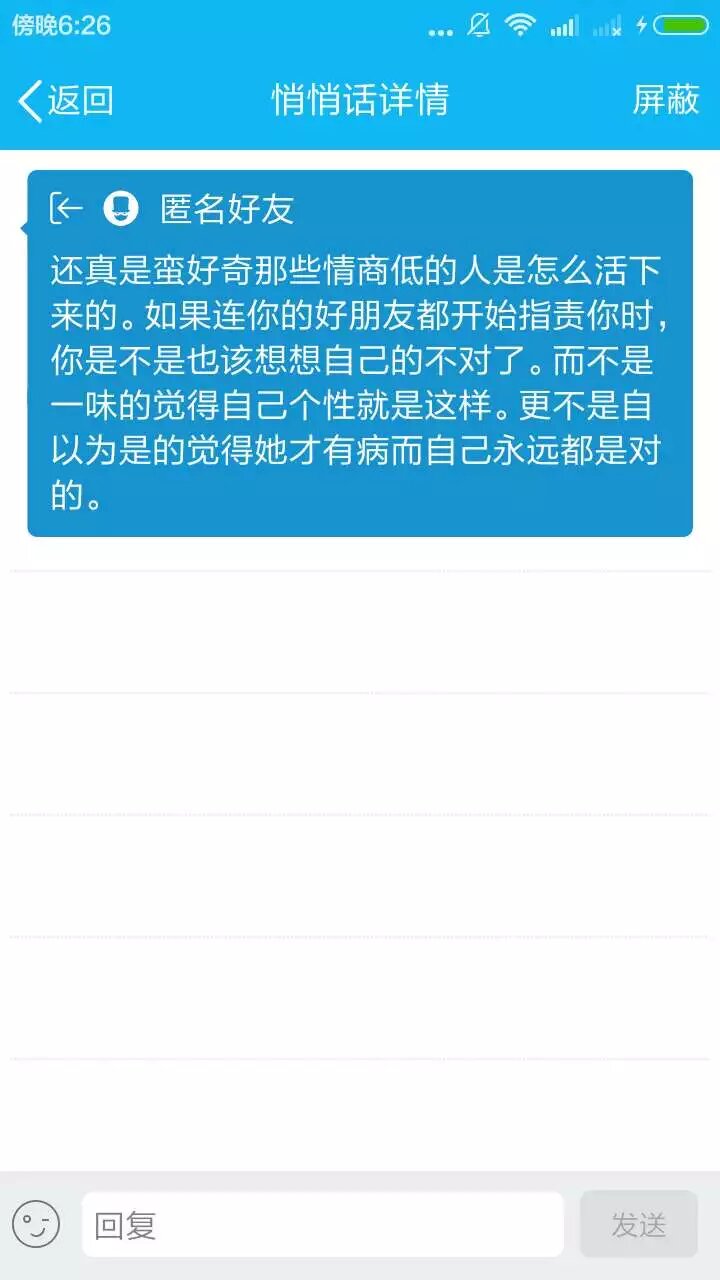 傍晚6:26
返回
悄悄话详情
屏蔽
匿名好友
还真是蛮好奇那些情商低的人是怎么活下
来的。如果连你的好朋友都开始指责你时，
你是不是也该想想自己的不对了。而不是
一味的觉得自己个性就是这样。更不是自
以为是的觉得她才有病而自己永远都是对
的。
回复
发送